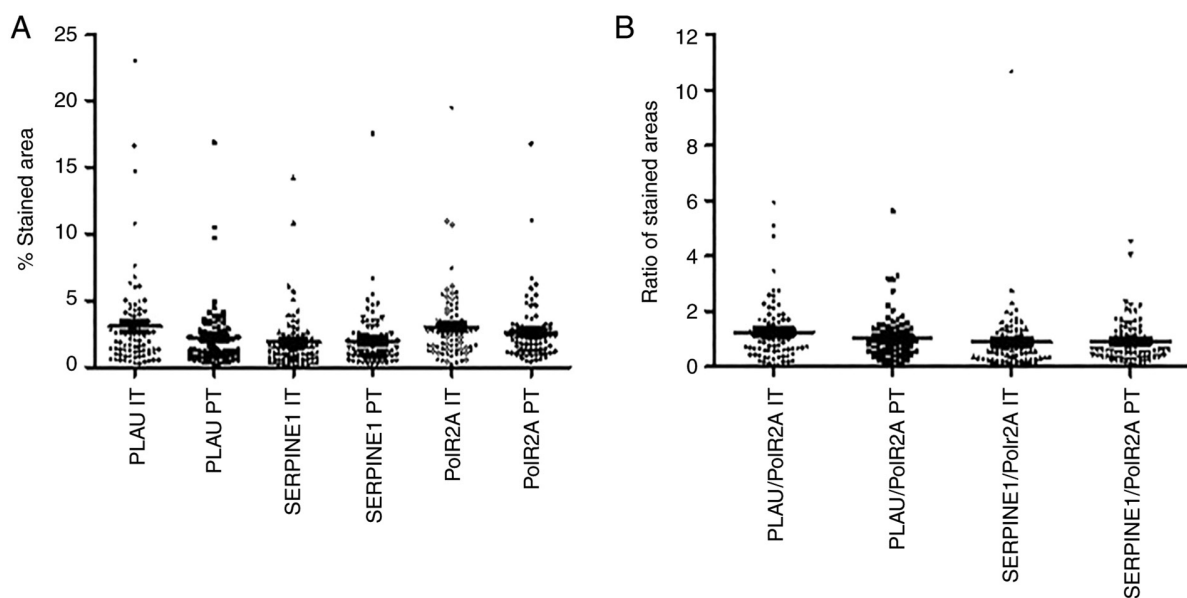 A
25
20
15
10
5
0
% Stained area
PLAU IT
PLAU PT
SERPINE1 IT
SERPINE1 PT
PolR2A IT
PolR2A PT
B
12
10
8
6
4
2
0
Ratio of stained areas
PLAU/PolR2A IT
PLAU/PolR2A PT
SERPINE1/Polr2A IT
SERPINE1/PolR2A PT